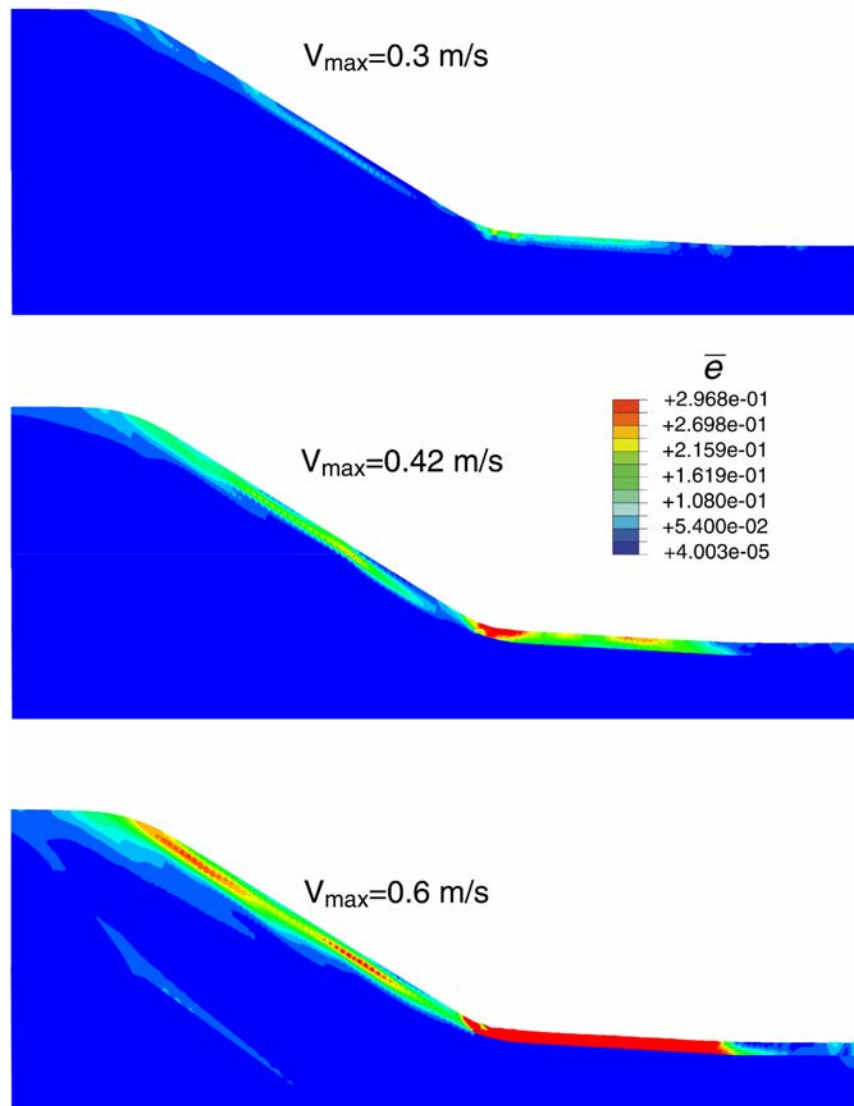 Vmax=0.3 m/s
e
+2.968e-01
+2.698e-01
+2.159e-01
+1.619e-01
+1.080e-01
+5.400e-02
+4.003e-05
Vmax=0.42 m/s
Vmax=0.6 m/s